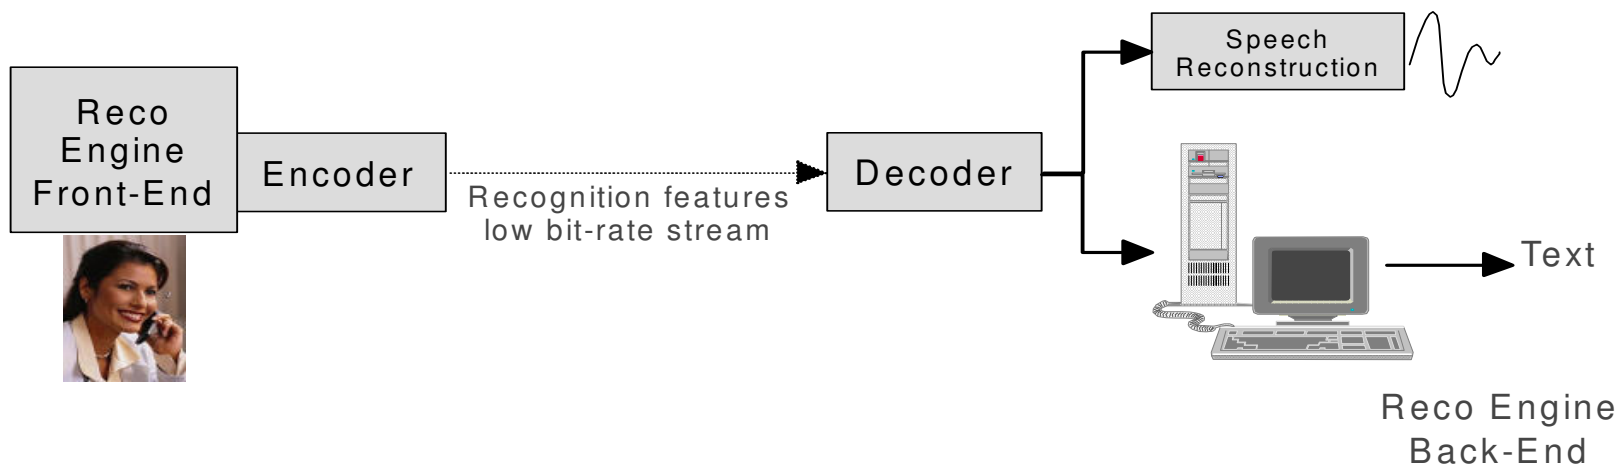 Reco
Engine
Front-End
Encoder
Recognition features
low bit-rate stream
Decoder
Speech
Reconstruction
Text
Reco Engine
Back-End